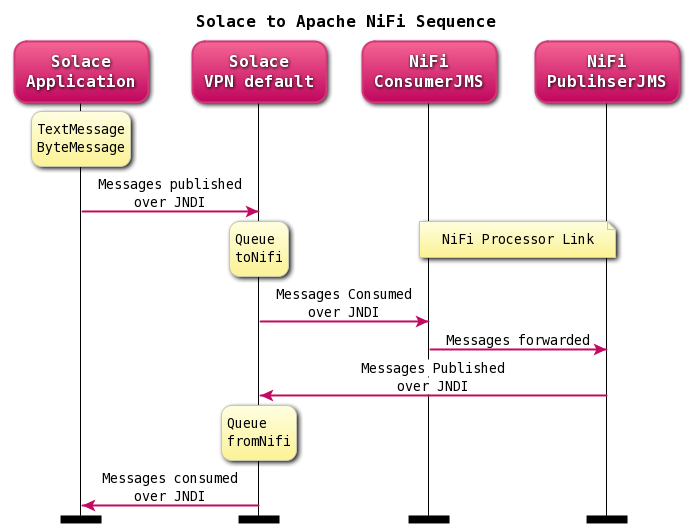 Solace to Apache NiFi Sequence
Solace
Application
Solace
VPN default
NiFi
ConsumerJMS
NiFi
PublihserJMS
TextMessage
ByteMessage
Messages published
over JNDI
Queue
toNifi
NiFi Processor Link
Messages Consumed
over JNDI
Messages forwarded
Messages Published
over JNDI
Queue
fromNifi
Messages consumed
over JNDI